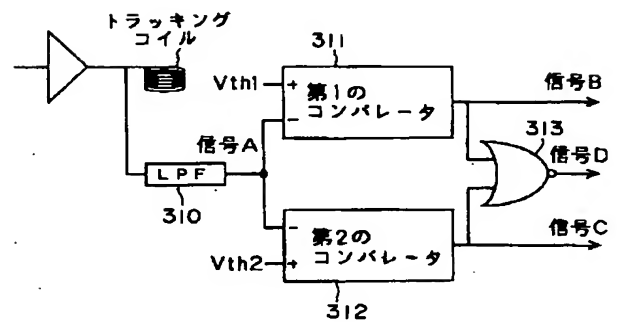 トラッキング
コイル
311
Vth1
+
第1の
コンパレータ
−
信号B
313
信号A
信号D
LPF
310
−
第2の
コンパレータ
信号C
Vth2
+
312